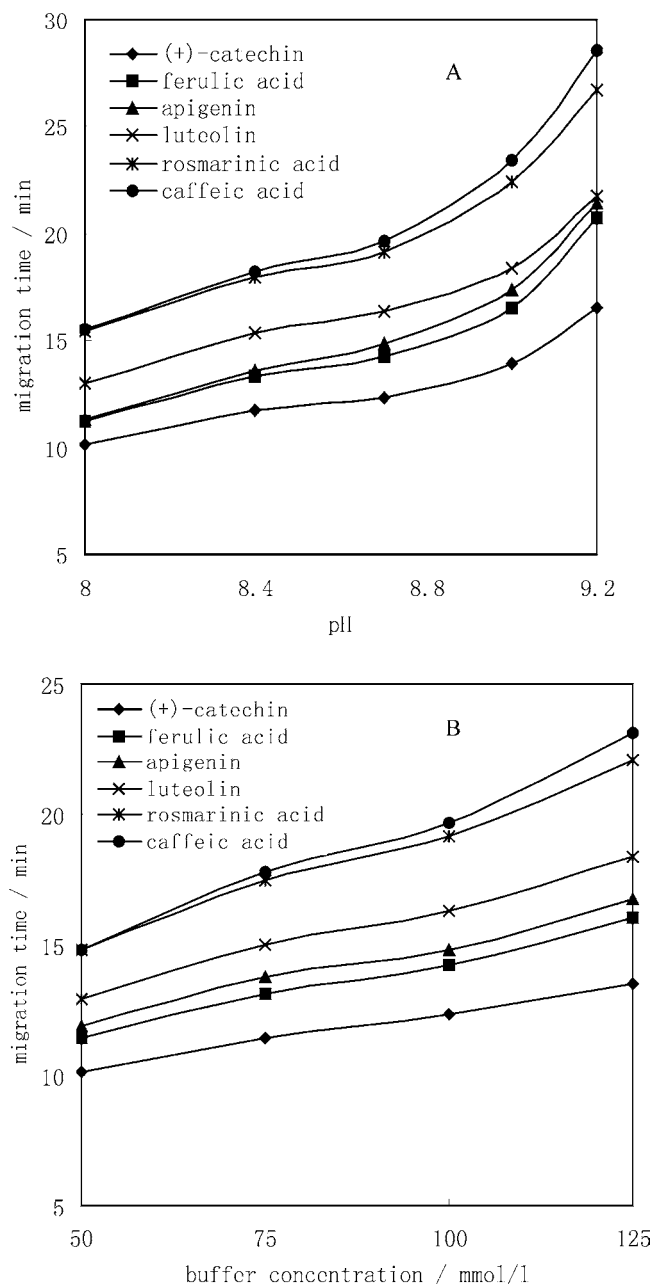 30
25
20
15
10
5
migration time / min
(+)-catechin
ferulic acid
apigenin
luteolin
rosmarinic acid
caffeic acid
A
8
8.4
8.8
9.2
pH
25
20
15
10
5
migration time / min
(+)-catechin
ferulic acid
apigenin
luteolin
rosmarinic acid
caffeic acid
B
50
75
100
125
buffer concentration / mmol/l